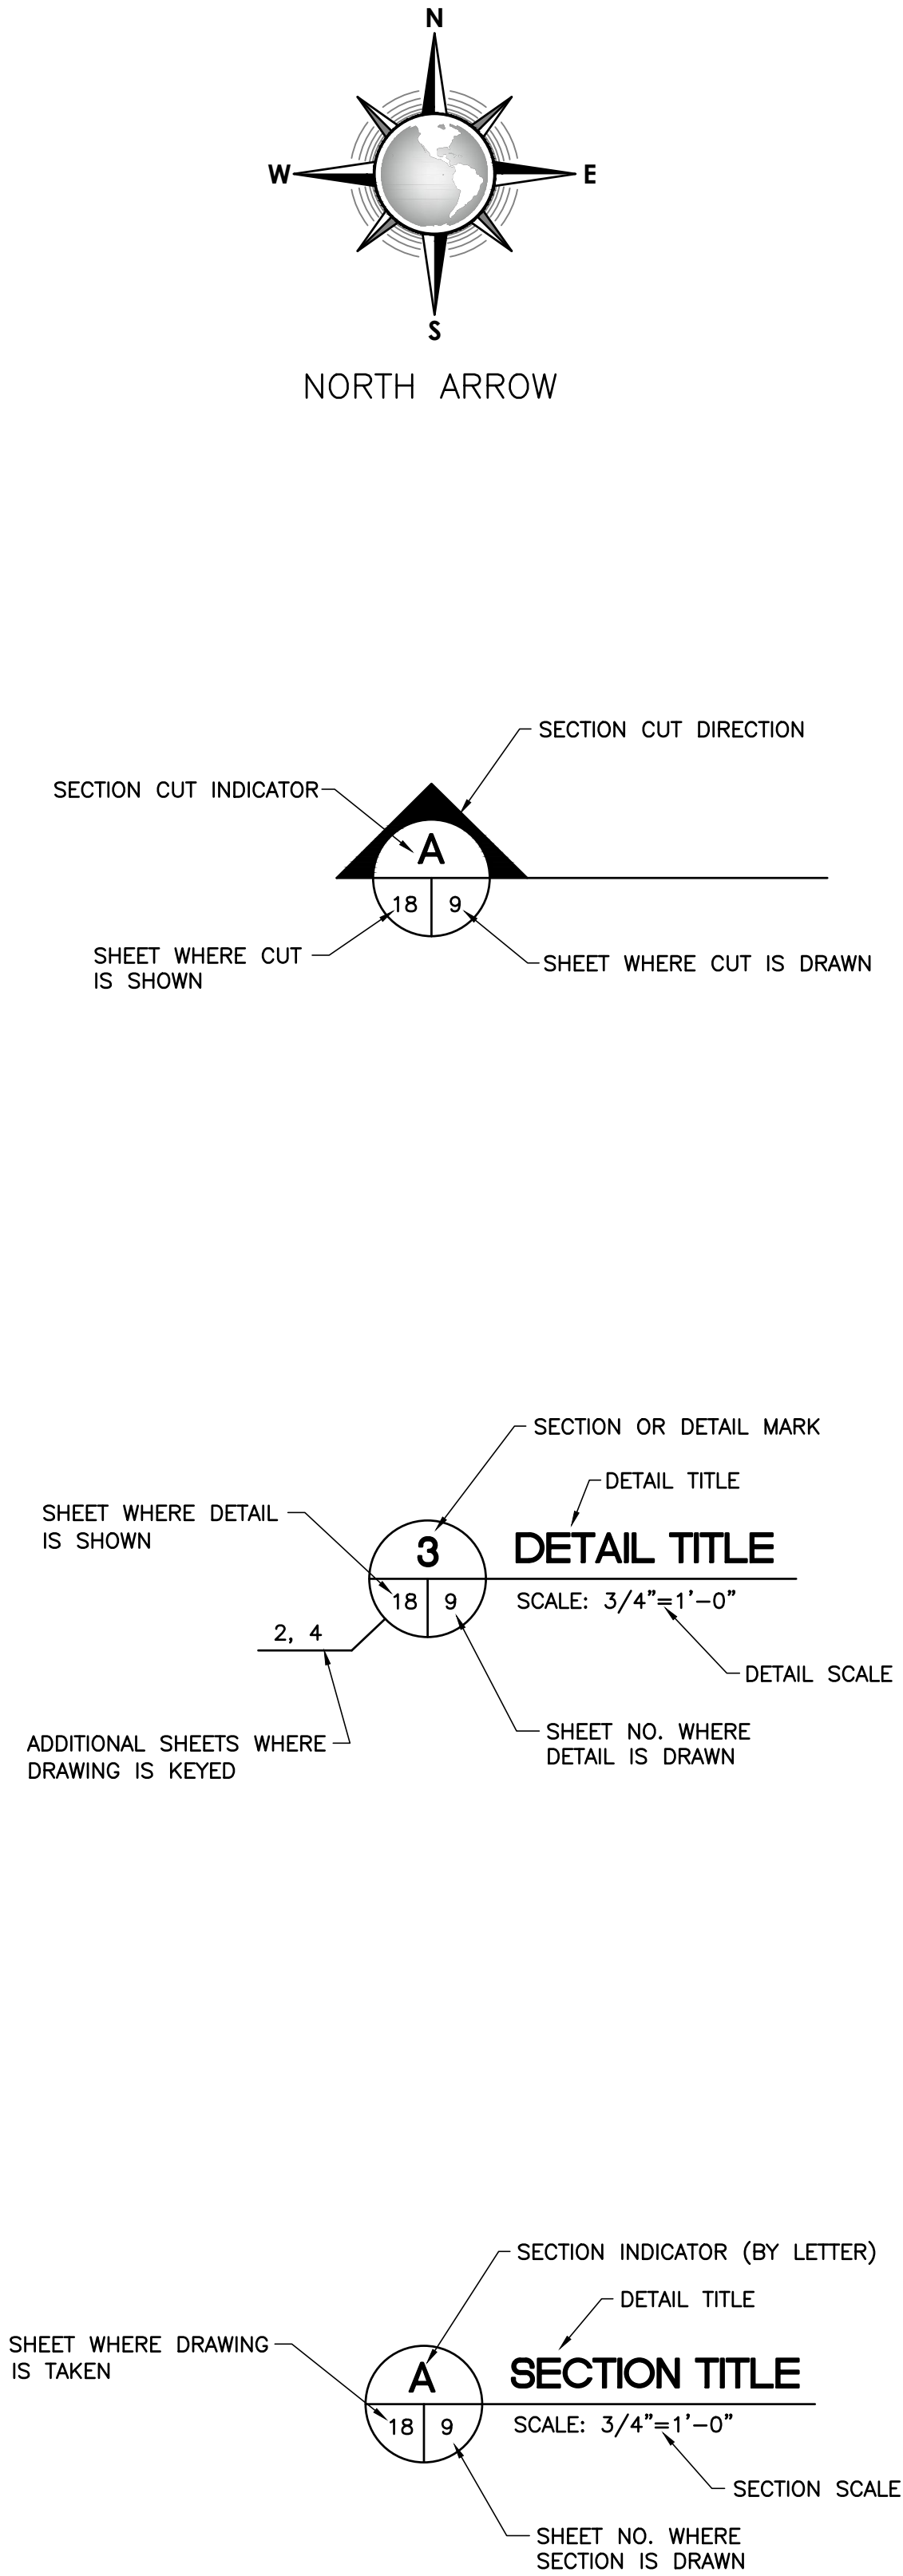 N
W
E
S
NORTH ARROW
SECTION CUT DIRECTION
SECTION CUT INDICATOR
A
18
9
SHEET WHERE CUT
IS SHOWN
SHEET WHERE CUT IS DRAWN
SECTION OR DETAIL MARK
DETAIL TITLE
SHEET WHERE DETAIL
IS SHOWN
3
DETAIL TITLE
18
9
SCALE: 3/4"=1'-0"
2, 4
DETAIL SCALE
ADDITIONAL SHEETS WHERE
DRAWING IS KEYED
SHEET NO. WHERE
DETAIL IS DRAWN
SECTION INDICATOR (BY LETTER)
DETAIL TITLE
SHEET WHERE DRAWING
IS TAKEN
A
SECTION TITLE
18
9
SCALE: 3/4"=1'-0"
SECTION SCALE
SHEET NO. WHERE
SECTION IS DRAWN